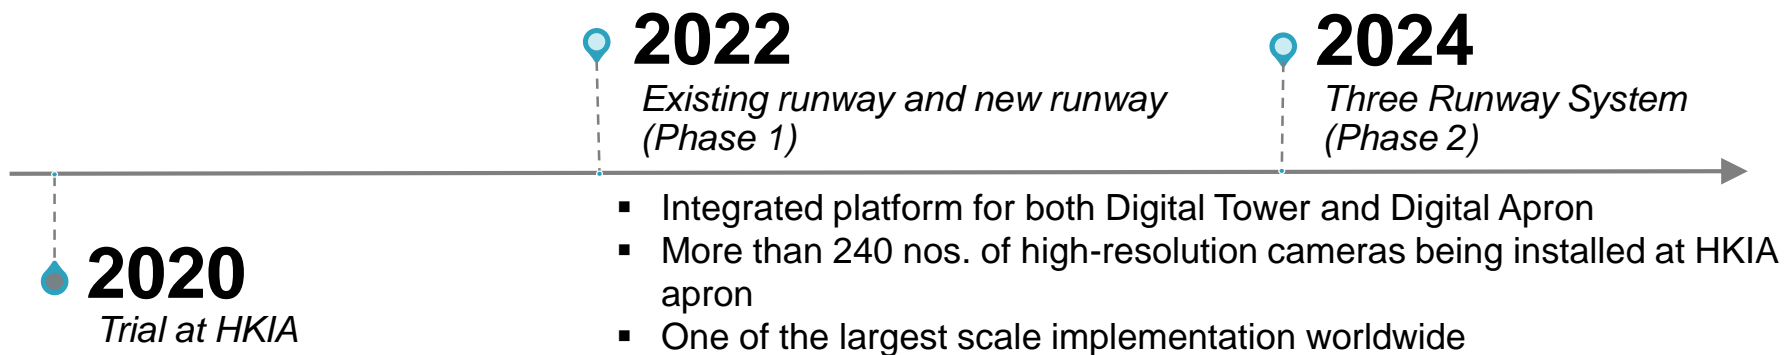 2022
Existing runway and new runway
(Phase 1)
2024
Three Runway System
(Phase 2)
2020
Trial at HKIA
▪ Integrated platform for both Digital Tower and Digital Apron
▪ More than 240 nos. of high-resolution cameras being installed at HKIA
apron
▪ One of the largest scale implementation worldwide